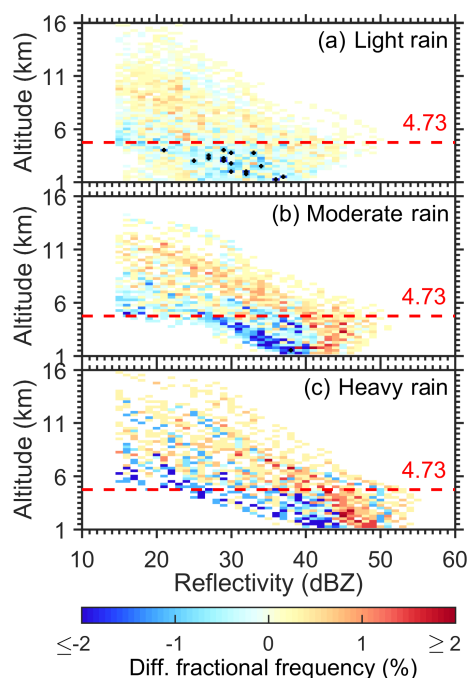 16
11
6
1
Altitude (km)
(a) Light rain
4.73
16
11
6
1
Altitude (km)
(b) Moderate rain
4.73
16
11
6
1
Altitude (km)
(c) Heavy rain
4.73
10 20 30 40 50 60
Reflectivity (dBZ)
≤-2 -1 0 1 ≥2
Diff. fractional frequency (%)